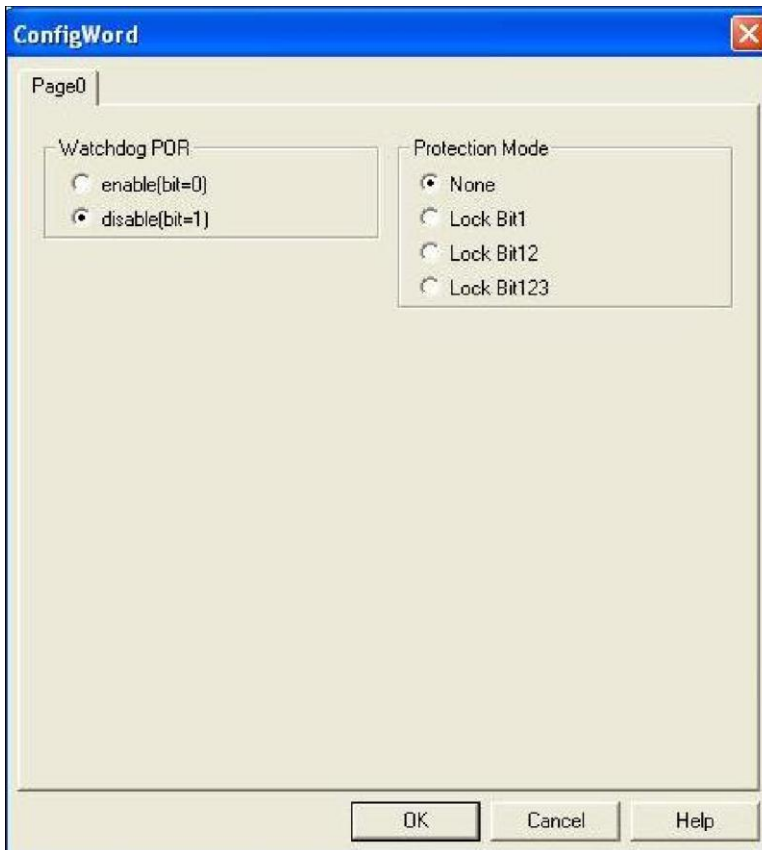 ConfigWord
Page0
Watchdog POR
enable(bit=0)
disable(bit=1)
Protection Mode
None
Lock Bit1
Lock Bit12
Lock Bit123
OK
Cancel
Help